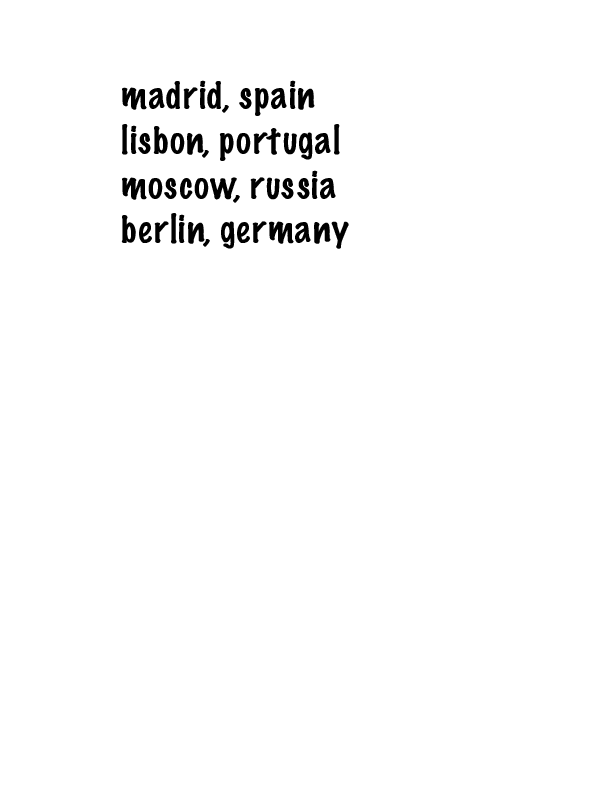 madrid, spain
lisbon, portugal
moscow, russia
berlin, germany